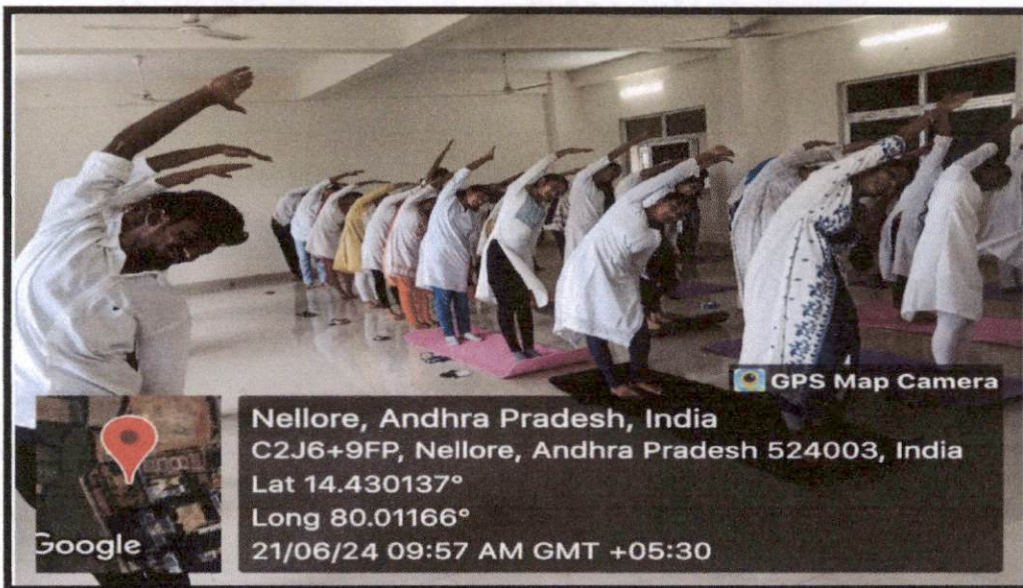 GPS Map Camera
Nellore, Andhra Pradesh, India
C2J6+9FP, Nellore, Andhra Pradesh 524003, India
Lat 14.430137°
Long 80.01166°
21/06/24 09:57 AM GMT +05:30
Google